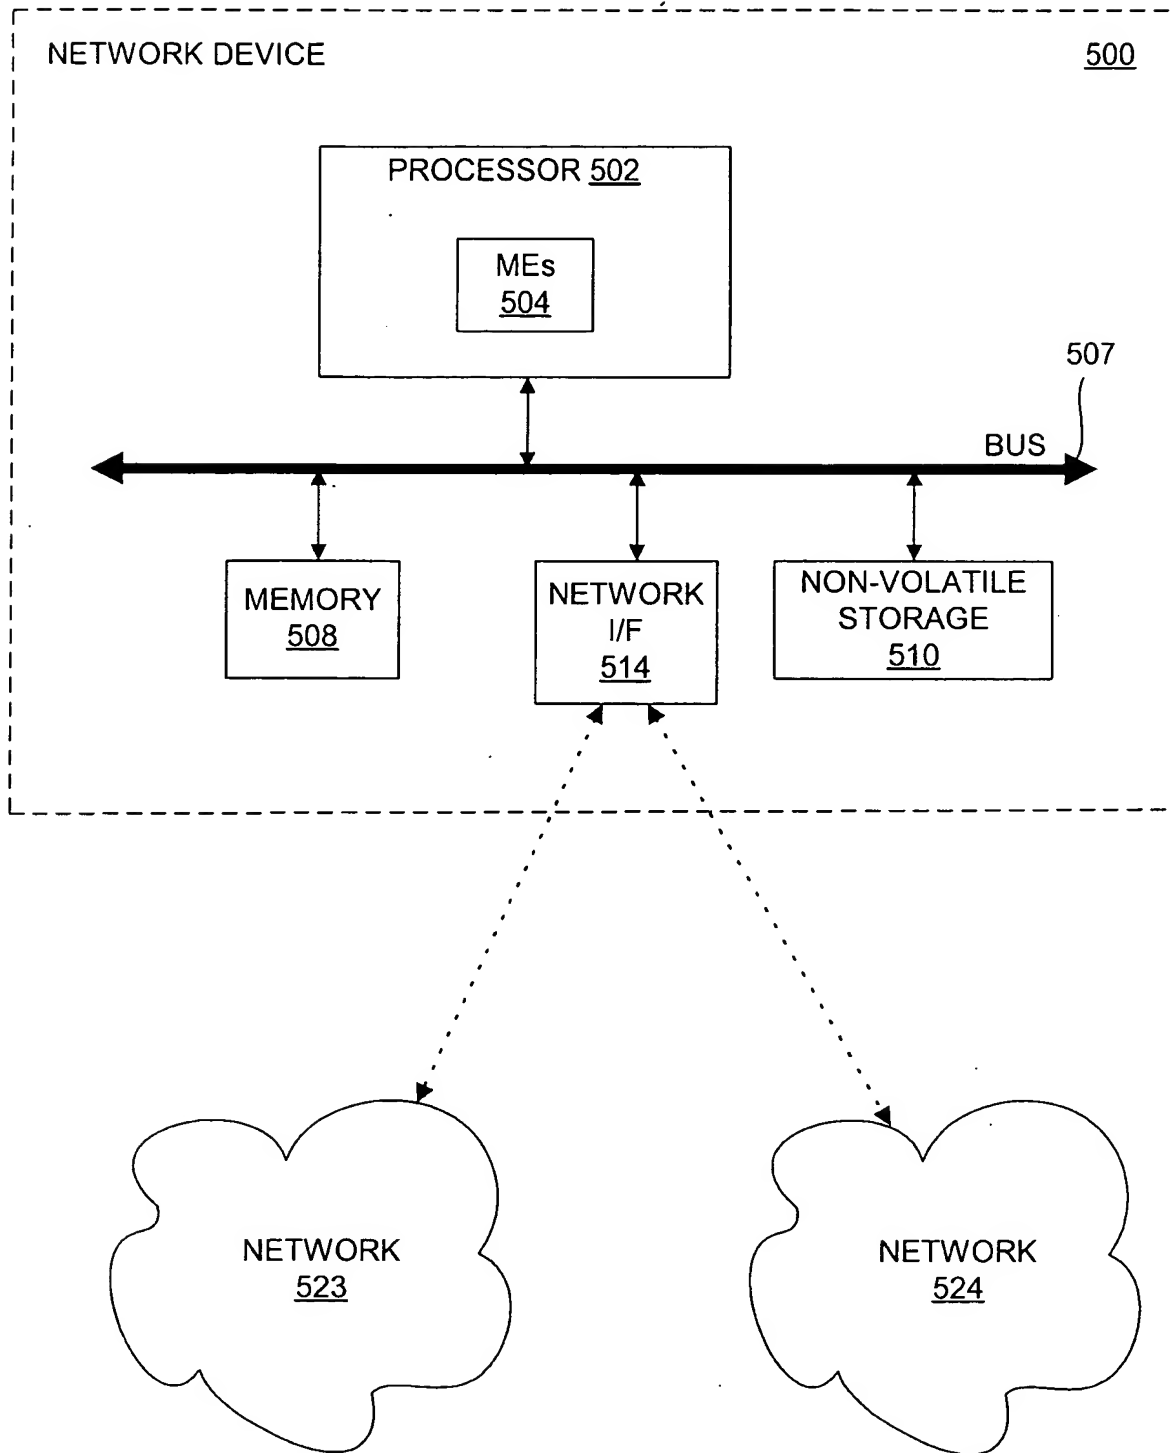 NETWORK DEVICE 500
PROCESSOR 502
MEs
504
507
BUS
MEMORY
508
NETWORK
I/F
514
NON-VOLATILE
STORAGE
510
NETWORK
523
NETWORK
524